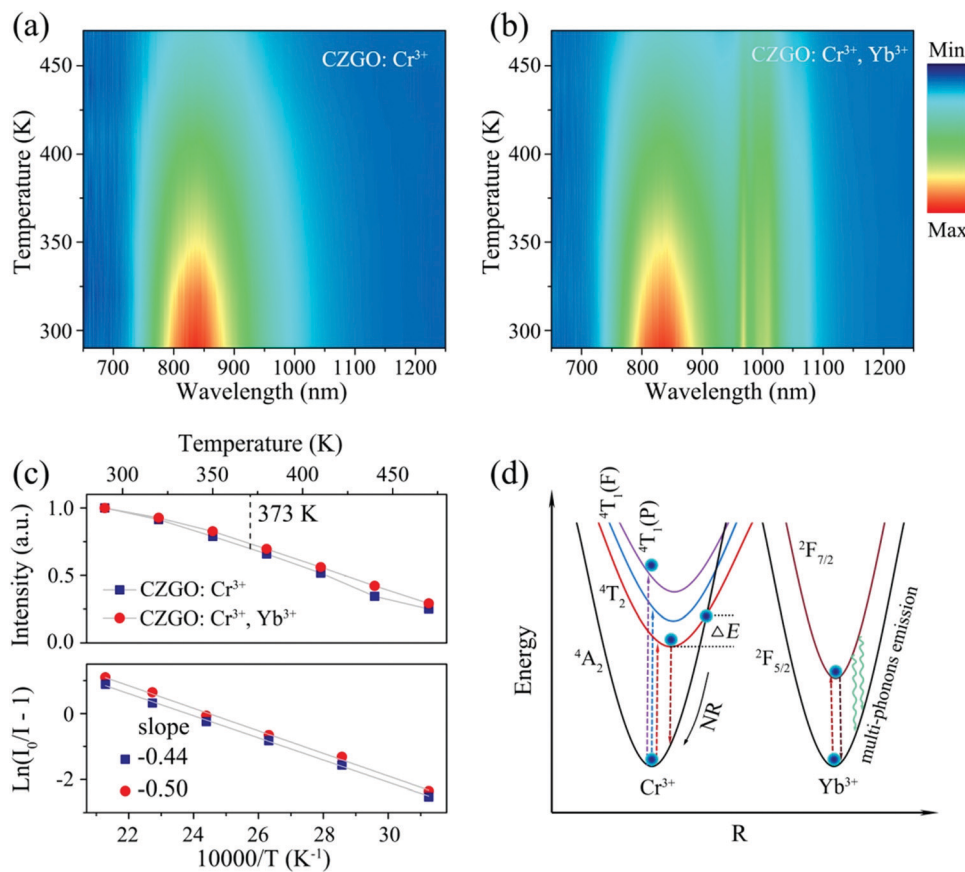 (a)
CZGO: Cr³⁺
450
400
350
300
Temperature (K)
700 800 900 1000 1100 1200
Wavelength (nm)
(b)
CZGO: Cr³⁺, Yb³⁺
450
400
350
300
Temperature (K)
700 800 900 1000 1100 1200
Wavelength (nm)
Min
Max
(c)
Temperature (K)
300 350 400 450
1.0
0.5
0.0
Intensity (a.u.)
373 K
CZGO: Cr³⁺
CZGO: Cr³⁺, Yb³⁺
0
-2
Ln(I₀/I - 1)
slope
-0.44
-0.50
22 24 26 28 30
10000/T (K⁻¹)
(d)
⁴T₁(F)
⁴T₁(P)
⁴T₂
⁴A₂
ΔE
NR
Cr³⁺
²F₇/₂
²F₅/₂
multi-phonons emission
Yb³⁺
Energy
R